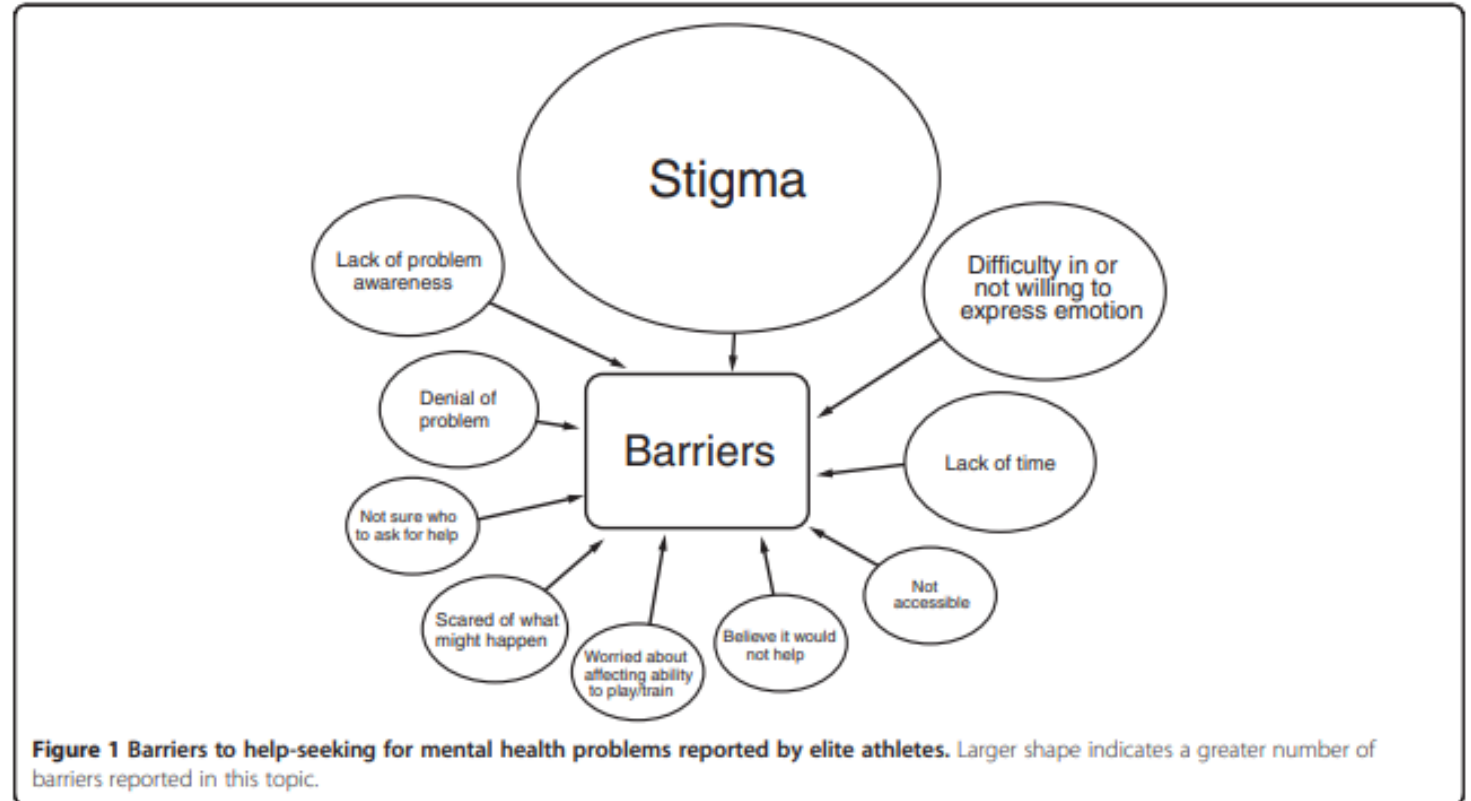 Stigma
Lack of problem
awareness
Difficulty in or
not willing to
express emotion
Denial of
problem
Barriers
Lack of time
Not sure who
to ask for help
Not
accessible
Scared of what
might happen
Worried about
affecting ability
to play/train
Believe it would
not help
Figure 1 Barriers to help-seeking for mental health problems reported by elite athletes. Larger shape indicates a greater number of
barriers reported in this topic.